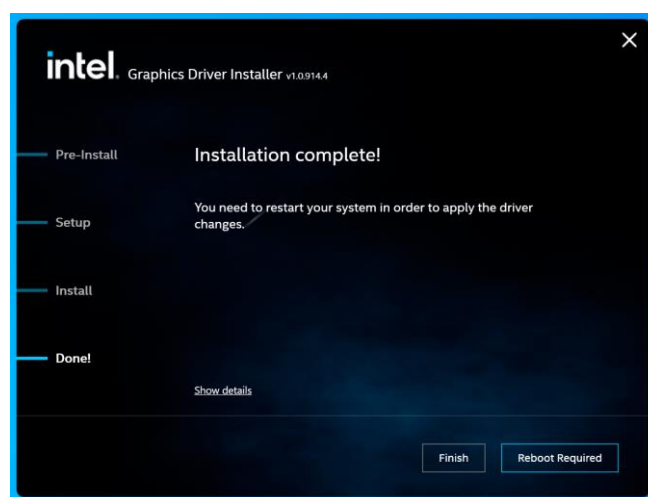 intel. Graphics Driver Installer v1.0.914.4
Pre-Install
Installation complete!
You need to restart your system in order to apply the driver
changes.
Setup
Install
Done!
Show details
Finish
Reboot Required